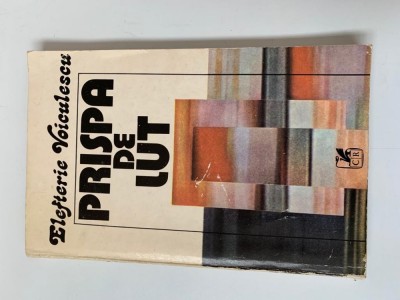 Elefterie Voiculescu
PRISPA
DE
LUT
CR